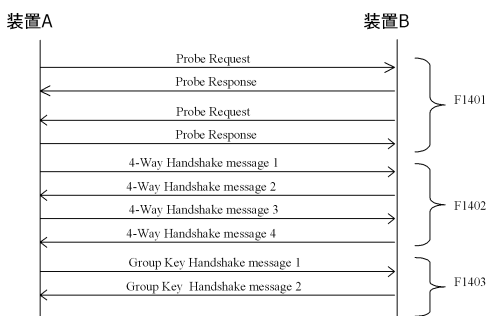 装置A
装置B
Probe Request
Probe Response
Probe Request
Probe Response
F1401
4-Way Handshake message 1
4-Way Handshake message 2
4-Way Handshake message 3
4-Way Handshake message 4
F1402
Group Key Handshake message 1
Group Key Handshake message 2
F1403